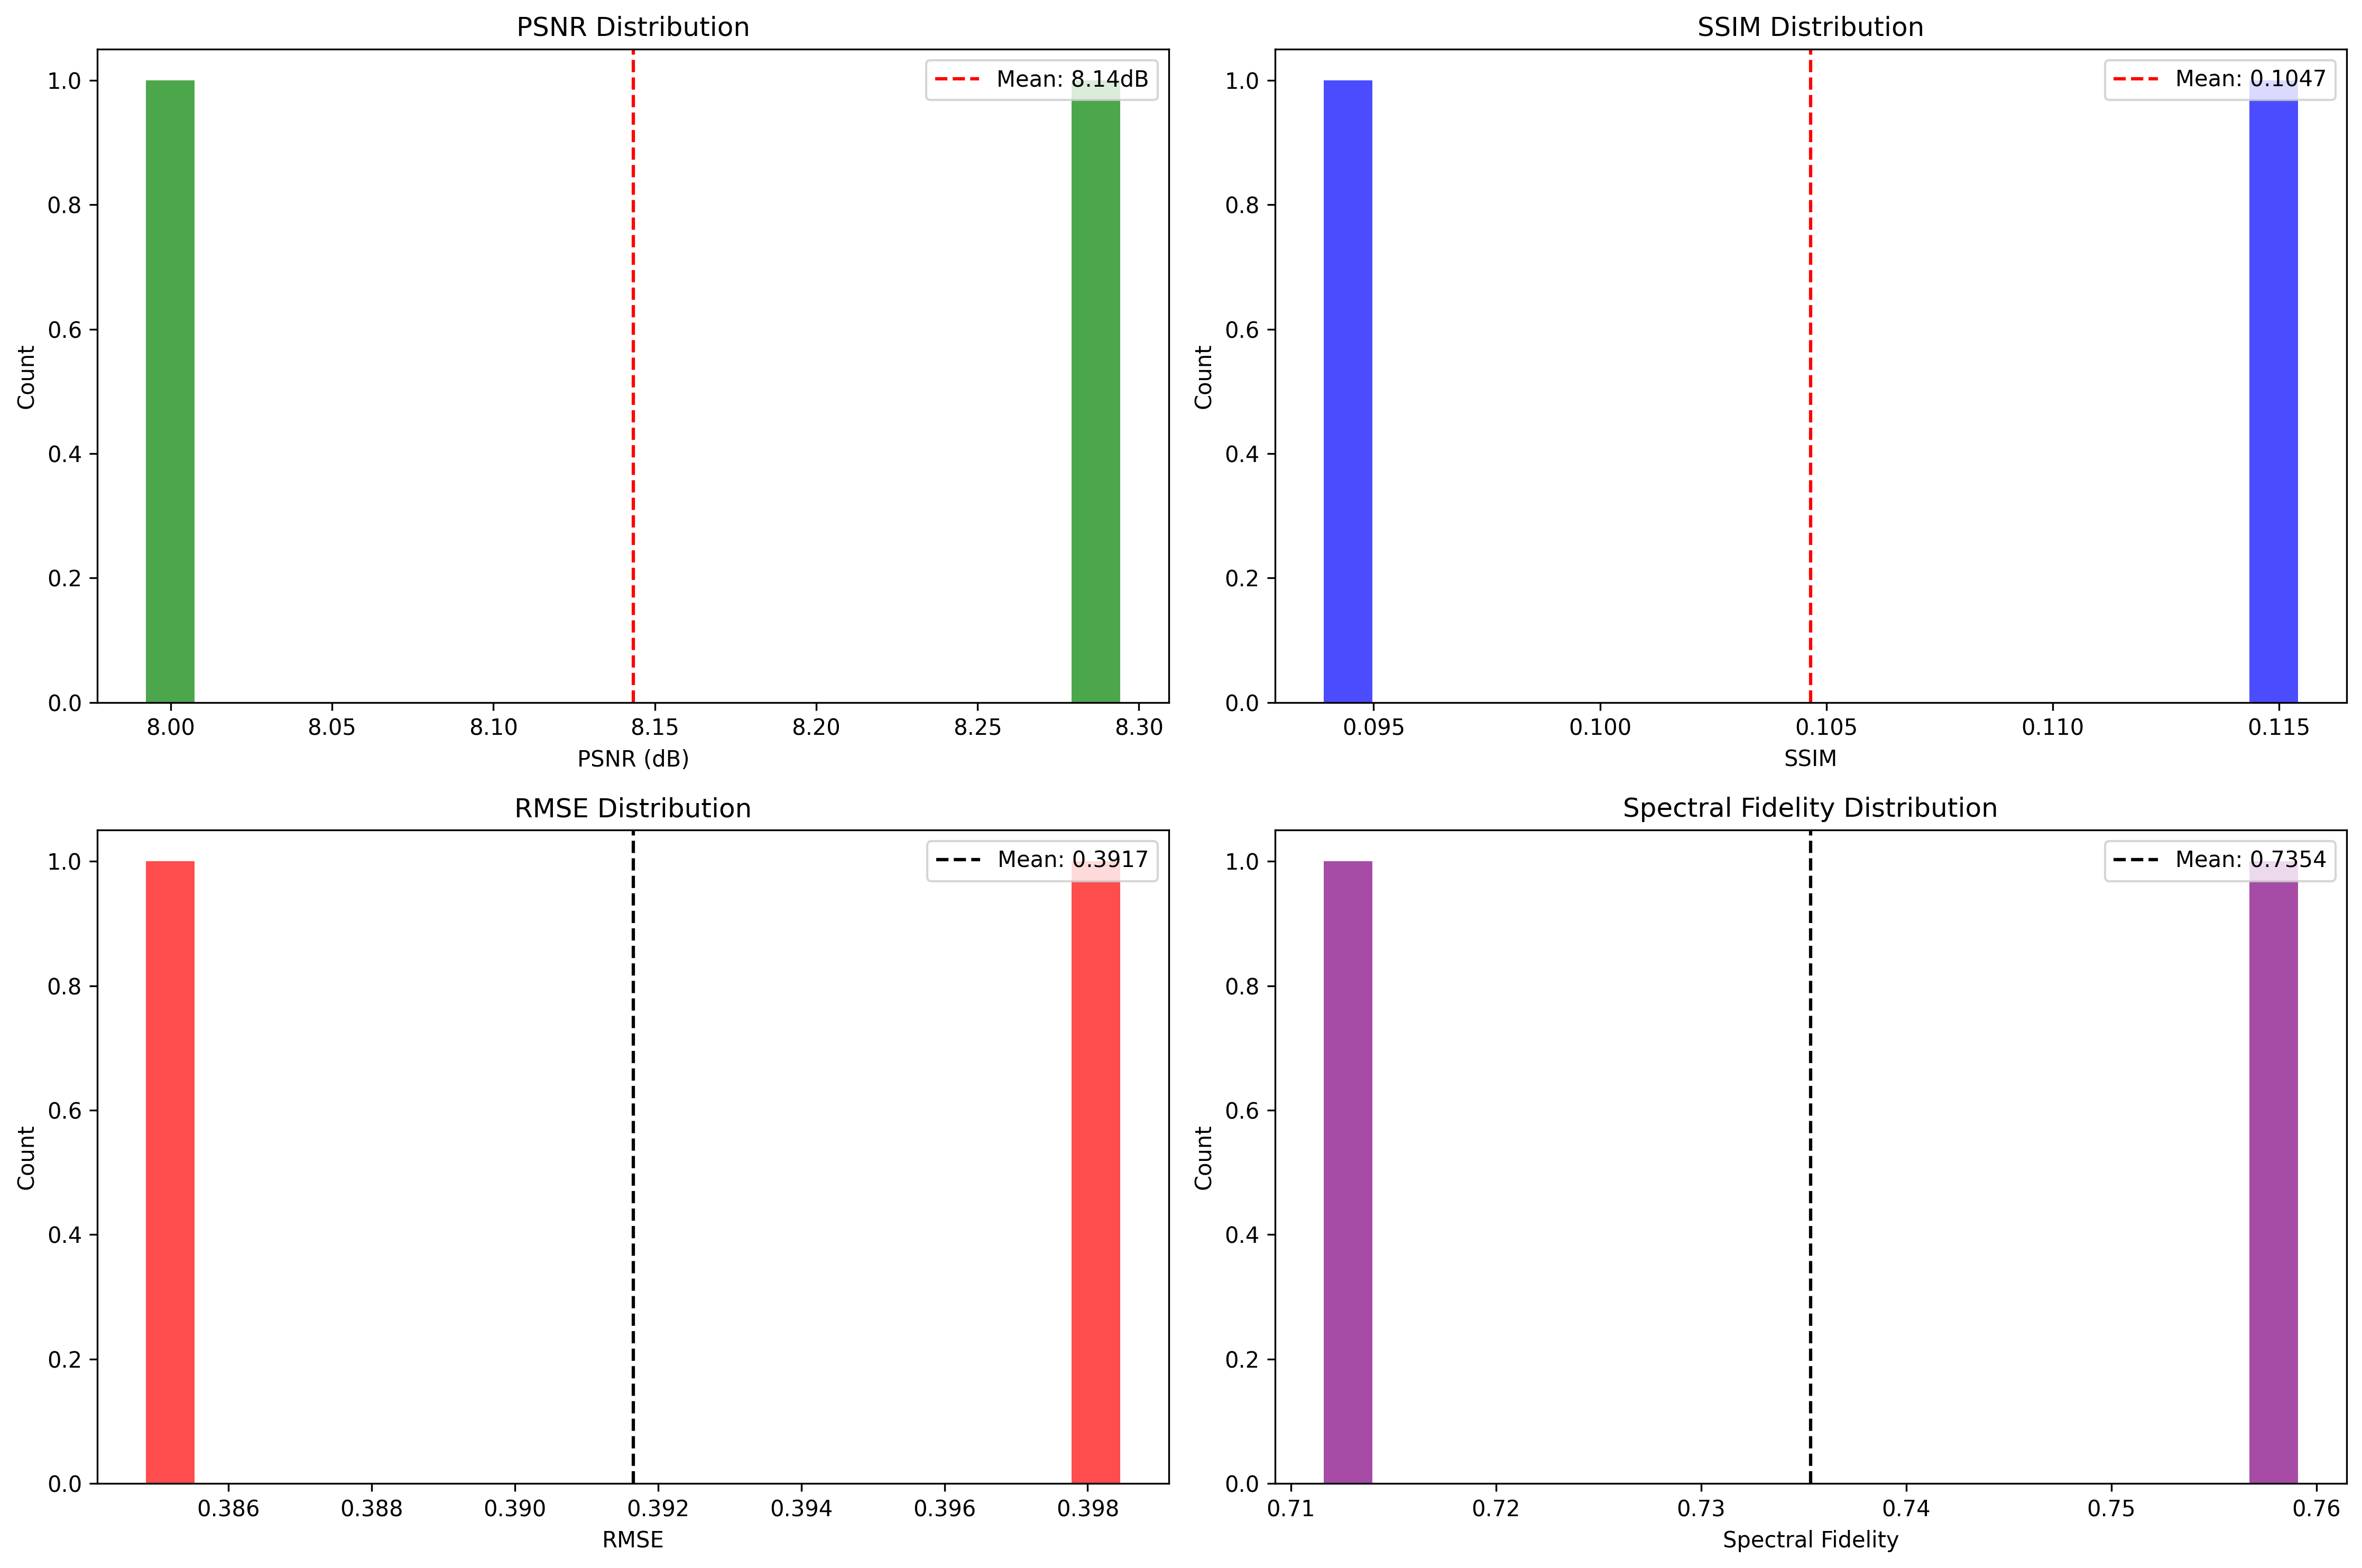 PSNR Distribution
Mean: 8.14dB
1.0
0.8
0.6
0.4
0.2
0.0
Count
8.00 8.05 8.10 8.15 8.20 8.25 8.30
PSNR (dB)
SSIM Distribution
Mean: 0.1047
1.0
0.8
0.6
0.4
0.2
0.0
Count
0.095 0.100 0.105 0.110 0.115
SSIM
RMSE Distribution
Mean: 0.3917
1.0
0.8
0.6
0.4
0.2
0.0
Count
0.386 0.388 0.390 0.392 0.394 0.396 0.398
RMSE
Spectral Fidelity Distribution
Mean: 0.7354
1.0
0.8
0.6
0.4
0.2
0.0
Count
0.71 0.72 0.73 0.74 0.75 0.76
Spectral Fidelity